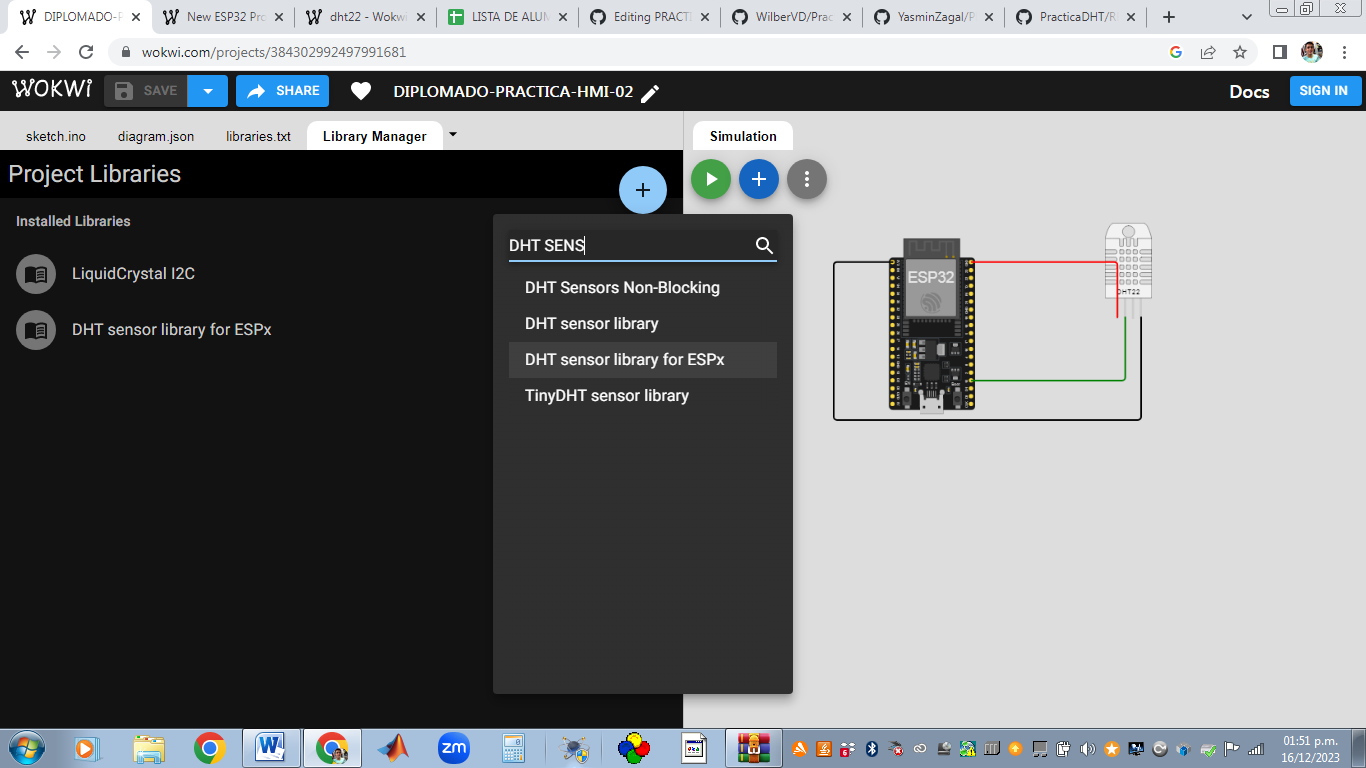 DIPLOMADO-P
New ESP32 Pro
dht22 - Wokwi
LISTA DE ALUM
Editing PRACT
WilberVD/Prac
YasminZagal/P
PracticaDHT/R
wokwi.com/projects/384302992497991681
WOKWI
SAVE
SHARE
DIPLOMADO-PRACTICA-HMI-02
Docs
SIGN IN
sketch.ino
diagram.json
libraries.txt
Library Manager
Simulation
Project Libraries
Installed Libraries
LiquidCrystal I2C
DHT sensor library for ESPx
DHT SENS
DHT Sensors Non-Blocking
DHT sensor library
DHT sensor library for ESPx
TinyDHT sensor library
ESP32
DHT22
zm
01:51 p.m.
16/12/2023